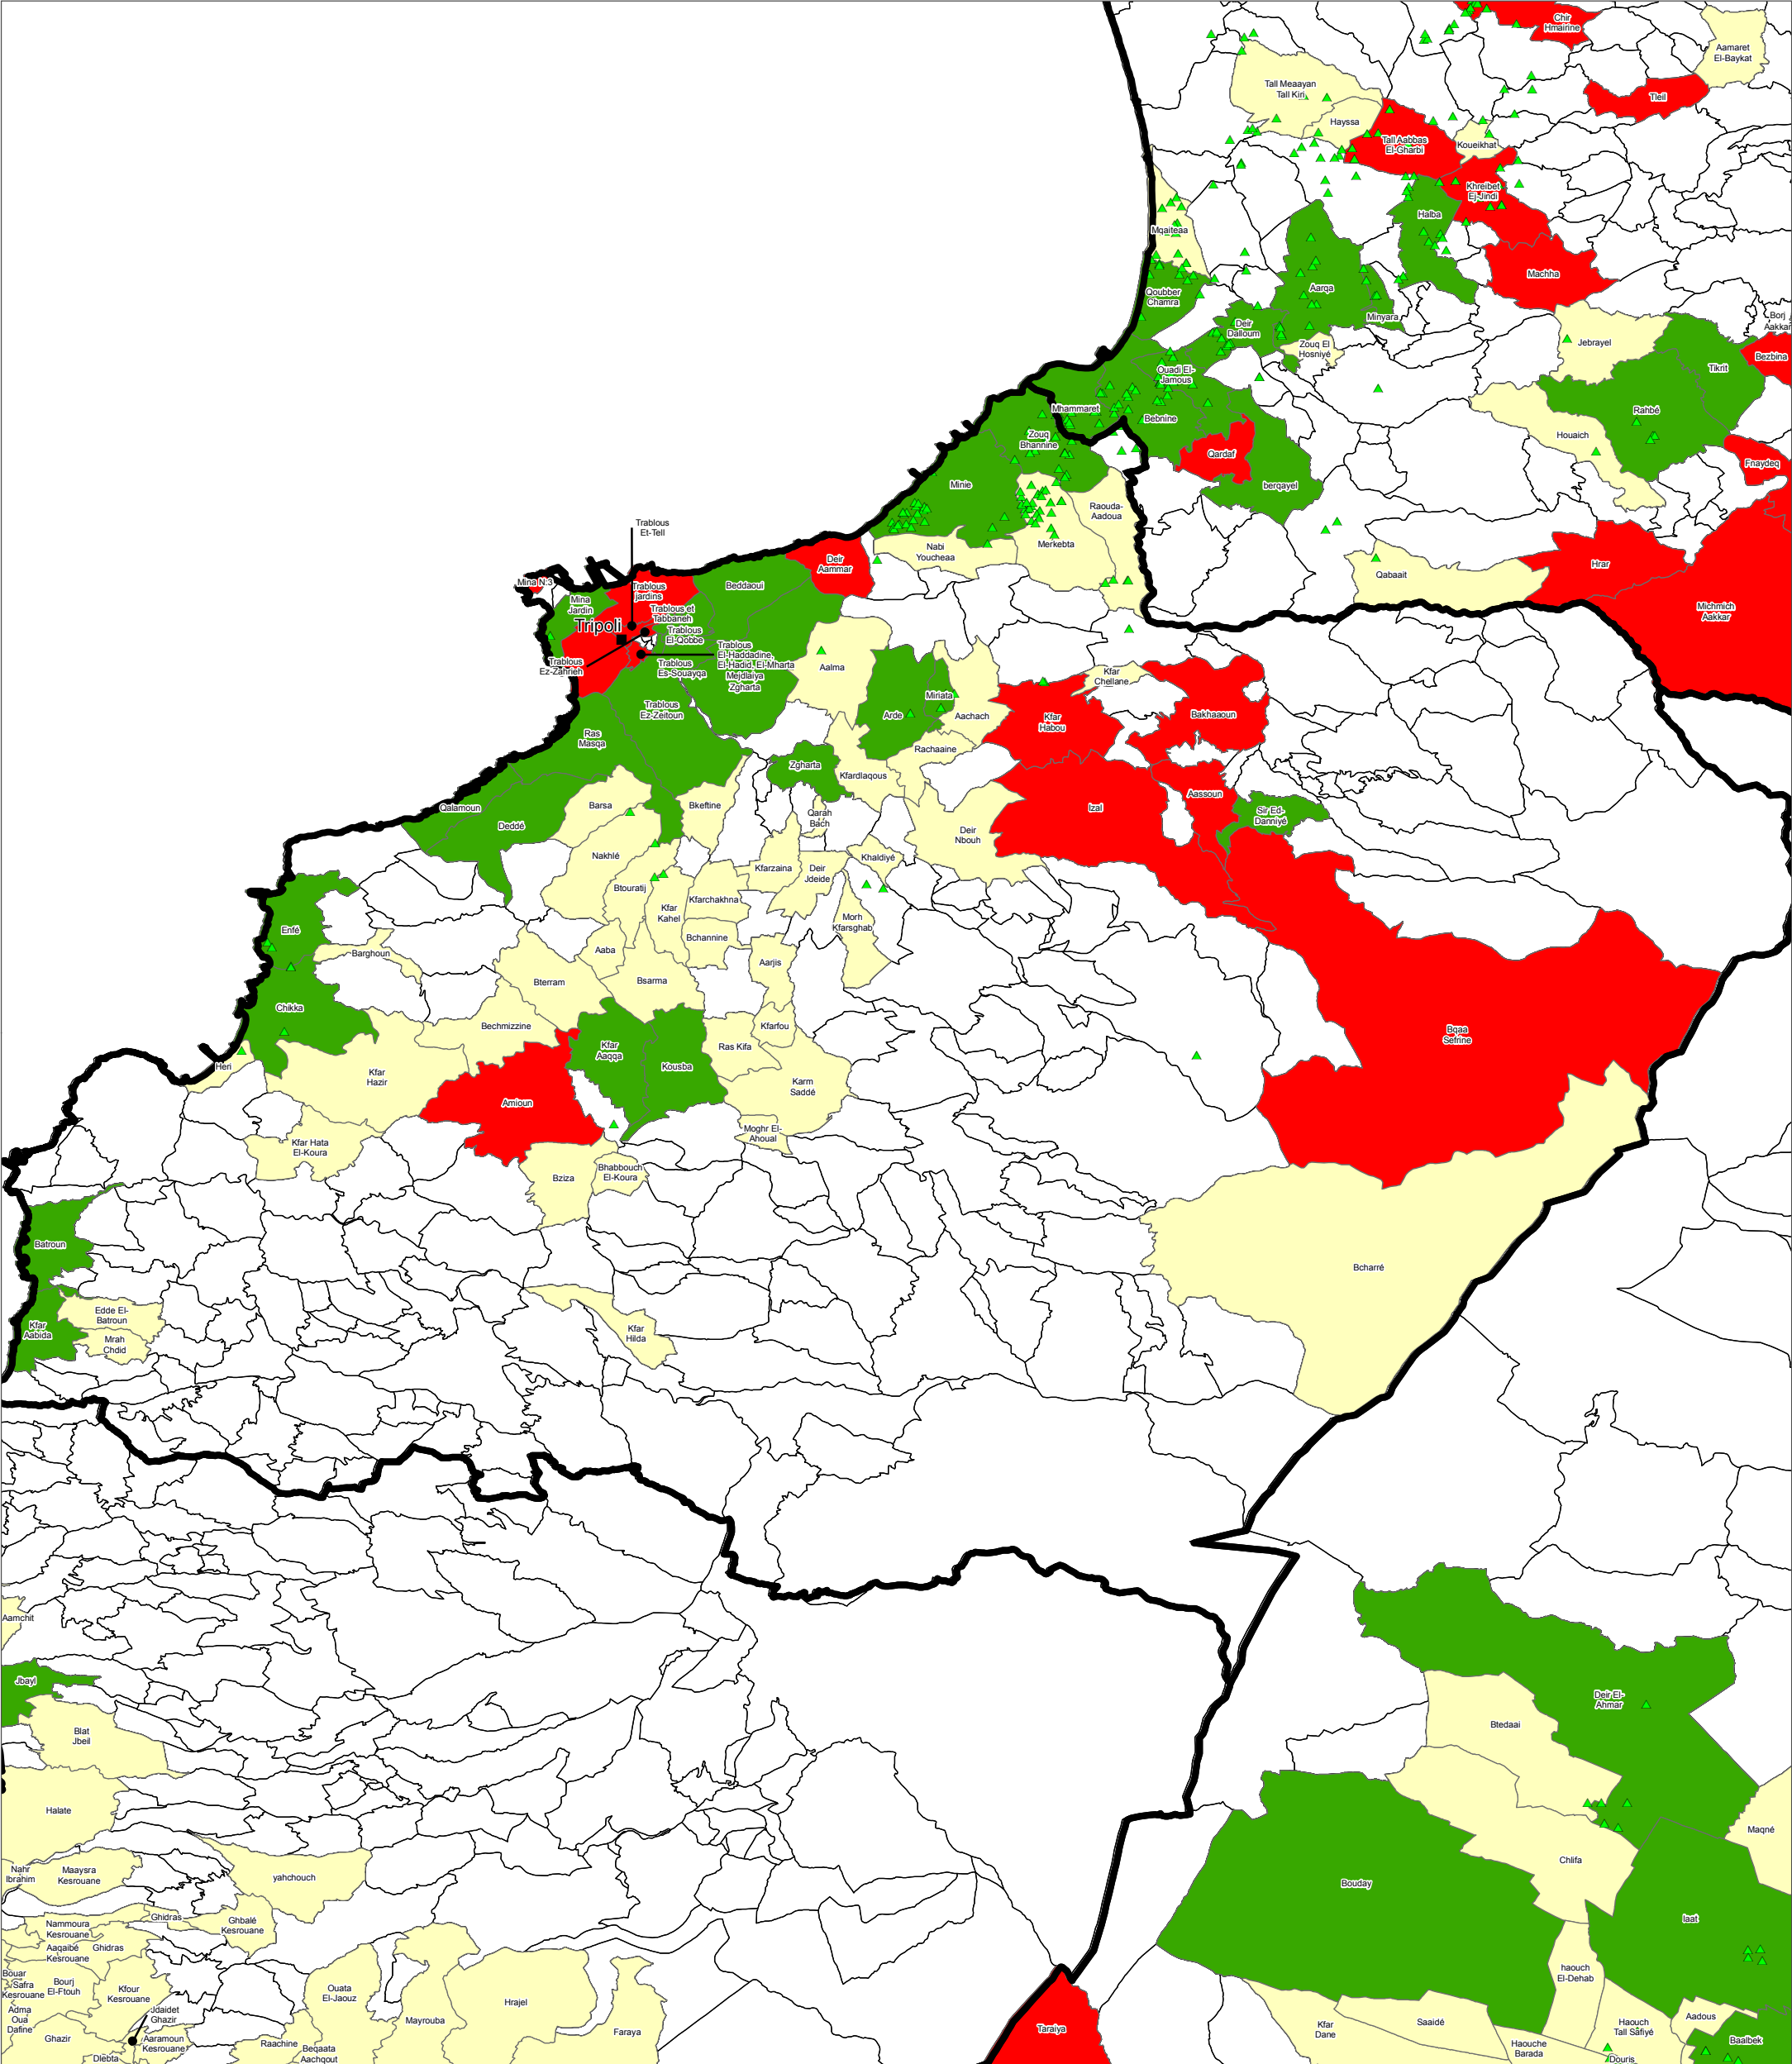 Chir
Hmairine
Aamaret
El-Baykat
Tall Meaayan
Tall Kiri
Tleil
Hayssa
Tall Aabbas
El-Gharbi
Koueikhat
Khreibet
Ej-Jindi
Halba
Mqaiteaa
Machha
Aarqa
Qoubber
Chamra
Minyara
Borj
Aakkar
Deir
Dalloum
Zouq El
Hosniyé
Jebrayel
Bezbina
Tikrit
Ouadi El-
Jamous
Mhammaret
Bebnine
Rahbé
Zouq
Bhannine
Houaich
Qardaf
Fnaydeq
Minie
berqayel
Raouda-
Aadoua
Trablous
Et-Tell
Merkebta
Nabi
Youcheaa
Deir
Aammar
Hrar
Qabaait
Mina N:3
Beddaoui
Trablous
jardins
Mina
Jardin
Michmich
Aakkar
Trablous et
Tabbaneh
Tripoli
Trablous
El-Qobbe
Trablous
Ez-Zahrieh
Trablous
El-Haddadine,
El-Hadid, El-Mharta
Mejdlaiya
Zgharta
Trablous
Es-Souayqa
Aalma
Kfar
Chellane
Miriata
Trablous
Ez-Zeitoun
Arde
Aachach
Kfar
Habou
Bakhaaoun
Ras
Masqa
Rachaaine
Zgharta
Kfardlaqous
Aassoun
Qalamoun
Barsa
Bkeftine
Izal
Qarah
Bach
Sir Ed-
Danniyé
Deddé
Deir
Nbouh
Nakhlé
Khaldiyé
Kfarzaina
Deir
Jdeide
Btouratij
Kfarchakhna
Kfar
Kahel
Morh
Kfarsghab
Enfé
Bchannine
Aaba
Barghoun
Aarjis
Bterram
Bsarma
Chikka
Bechmizzine
Kfarfou
Bqaa
Sefrine
Kfar
Aaqqa
Ras Kifa
Heri
Kousba
Kfar
Hazir
Karm
Saddé
Amioun
Moghr El-
Ahoual
Kfar Hata
El-Koura
Bhabbouch
El-Koura
Bziza
Batroun
Bcharré
Edde El-
Batroun
Kfar
Aabida
Kfar
Hilda
Mrah
Chdid
Aamchit
Jbayl
Deir El-
Ahmar
Btedaai
Blat
Jbeil
Halate
Maqné
Chlifa
Nahr
Ibrahim
Maaysra
Kesrouane
yahchouch
Bouday
Ghidras
Iaat
Nammoura
Kesrouane
Ghbalé
Kesrouane
Aaqaibé
Kesrouane
Ghidras
haouch
El-Dehab
Bouar
Safra
Kesrouane
Bourj
El-Ftouh
Kfour
Kesrouane
Ouata
El-Jaouz
Hrajel
Adma
Oua
Dafine
Jdaidet
Ghazir
Mayrouba
Aadous
Saaidé
Haouch
Tall Sâfiyé
Kfar
Dane
Taraiya
Faraya
Ghazir
Aaramoun
Kesrouane
Raachine
Baalbek
Beqaata
Aachqout
Haouche
Barada
Dlebta
Douris